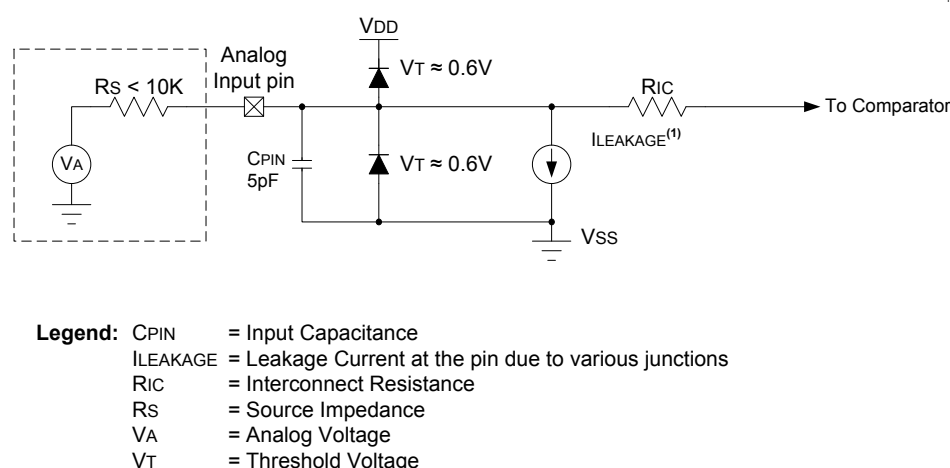 VDD
Analog
Input pin
VT ≈ 0.6V
RS < 10K
RIC
To Comparator
ILEAKAGE(1)
VA
CPIN
5pF
VT ≈ 0.6V
VSS
Legend: CPIN = Input Capacitance
ILEAKAGE = Leakage Current at the pin due to various junctions
RIC = Interconnect Resistance
RS = Source Impedance
VA = Analog Voltage
VT = Threshold Voltage